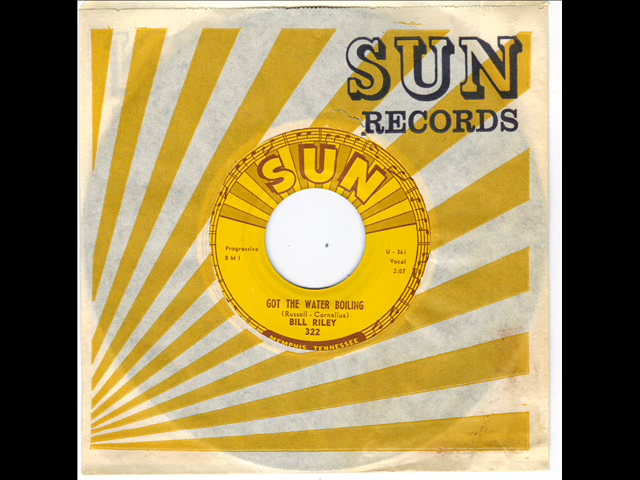 SUN
RECORDS
SUN
Progressive
BMI
U - 361
Vocal
2:07
GOT THE WATER BOILING
(Russell - Cornelius)
BILL RILEY
322
MEMPHIS, TENNESSEE